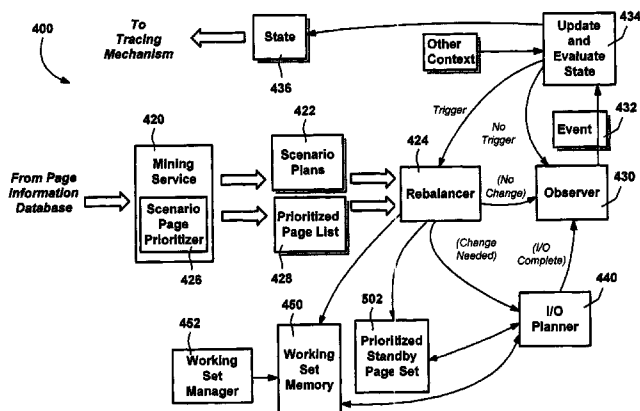 400
To
Tracing
Mechanism
State
436
Other
Context
Update
and
Evaluate
State
434
Trigger
No
Trigger
Event
432
420
Mining
Service
Scenario
Page
Prioritizer
426
From Page
Information
Database
422
Scenario
Plans
Prioritized
Page List
428
424
Rebalancer
(No
Change)
Observer
430
(Change
Needed)
(I/O
Complete)
440
I/O
Planner
452
Working
Set
Manager
450
Working
Set
Memory
502
Prioritized
Standby
Page Set